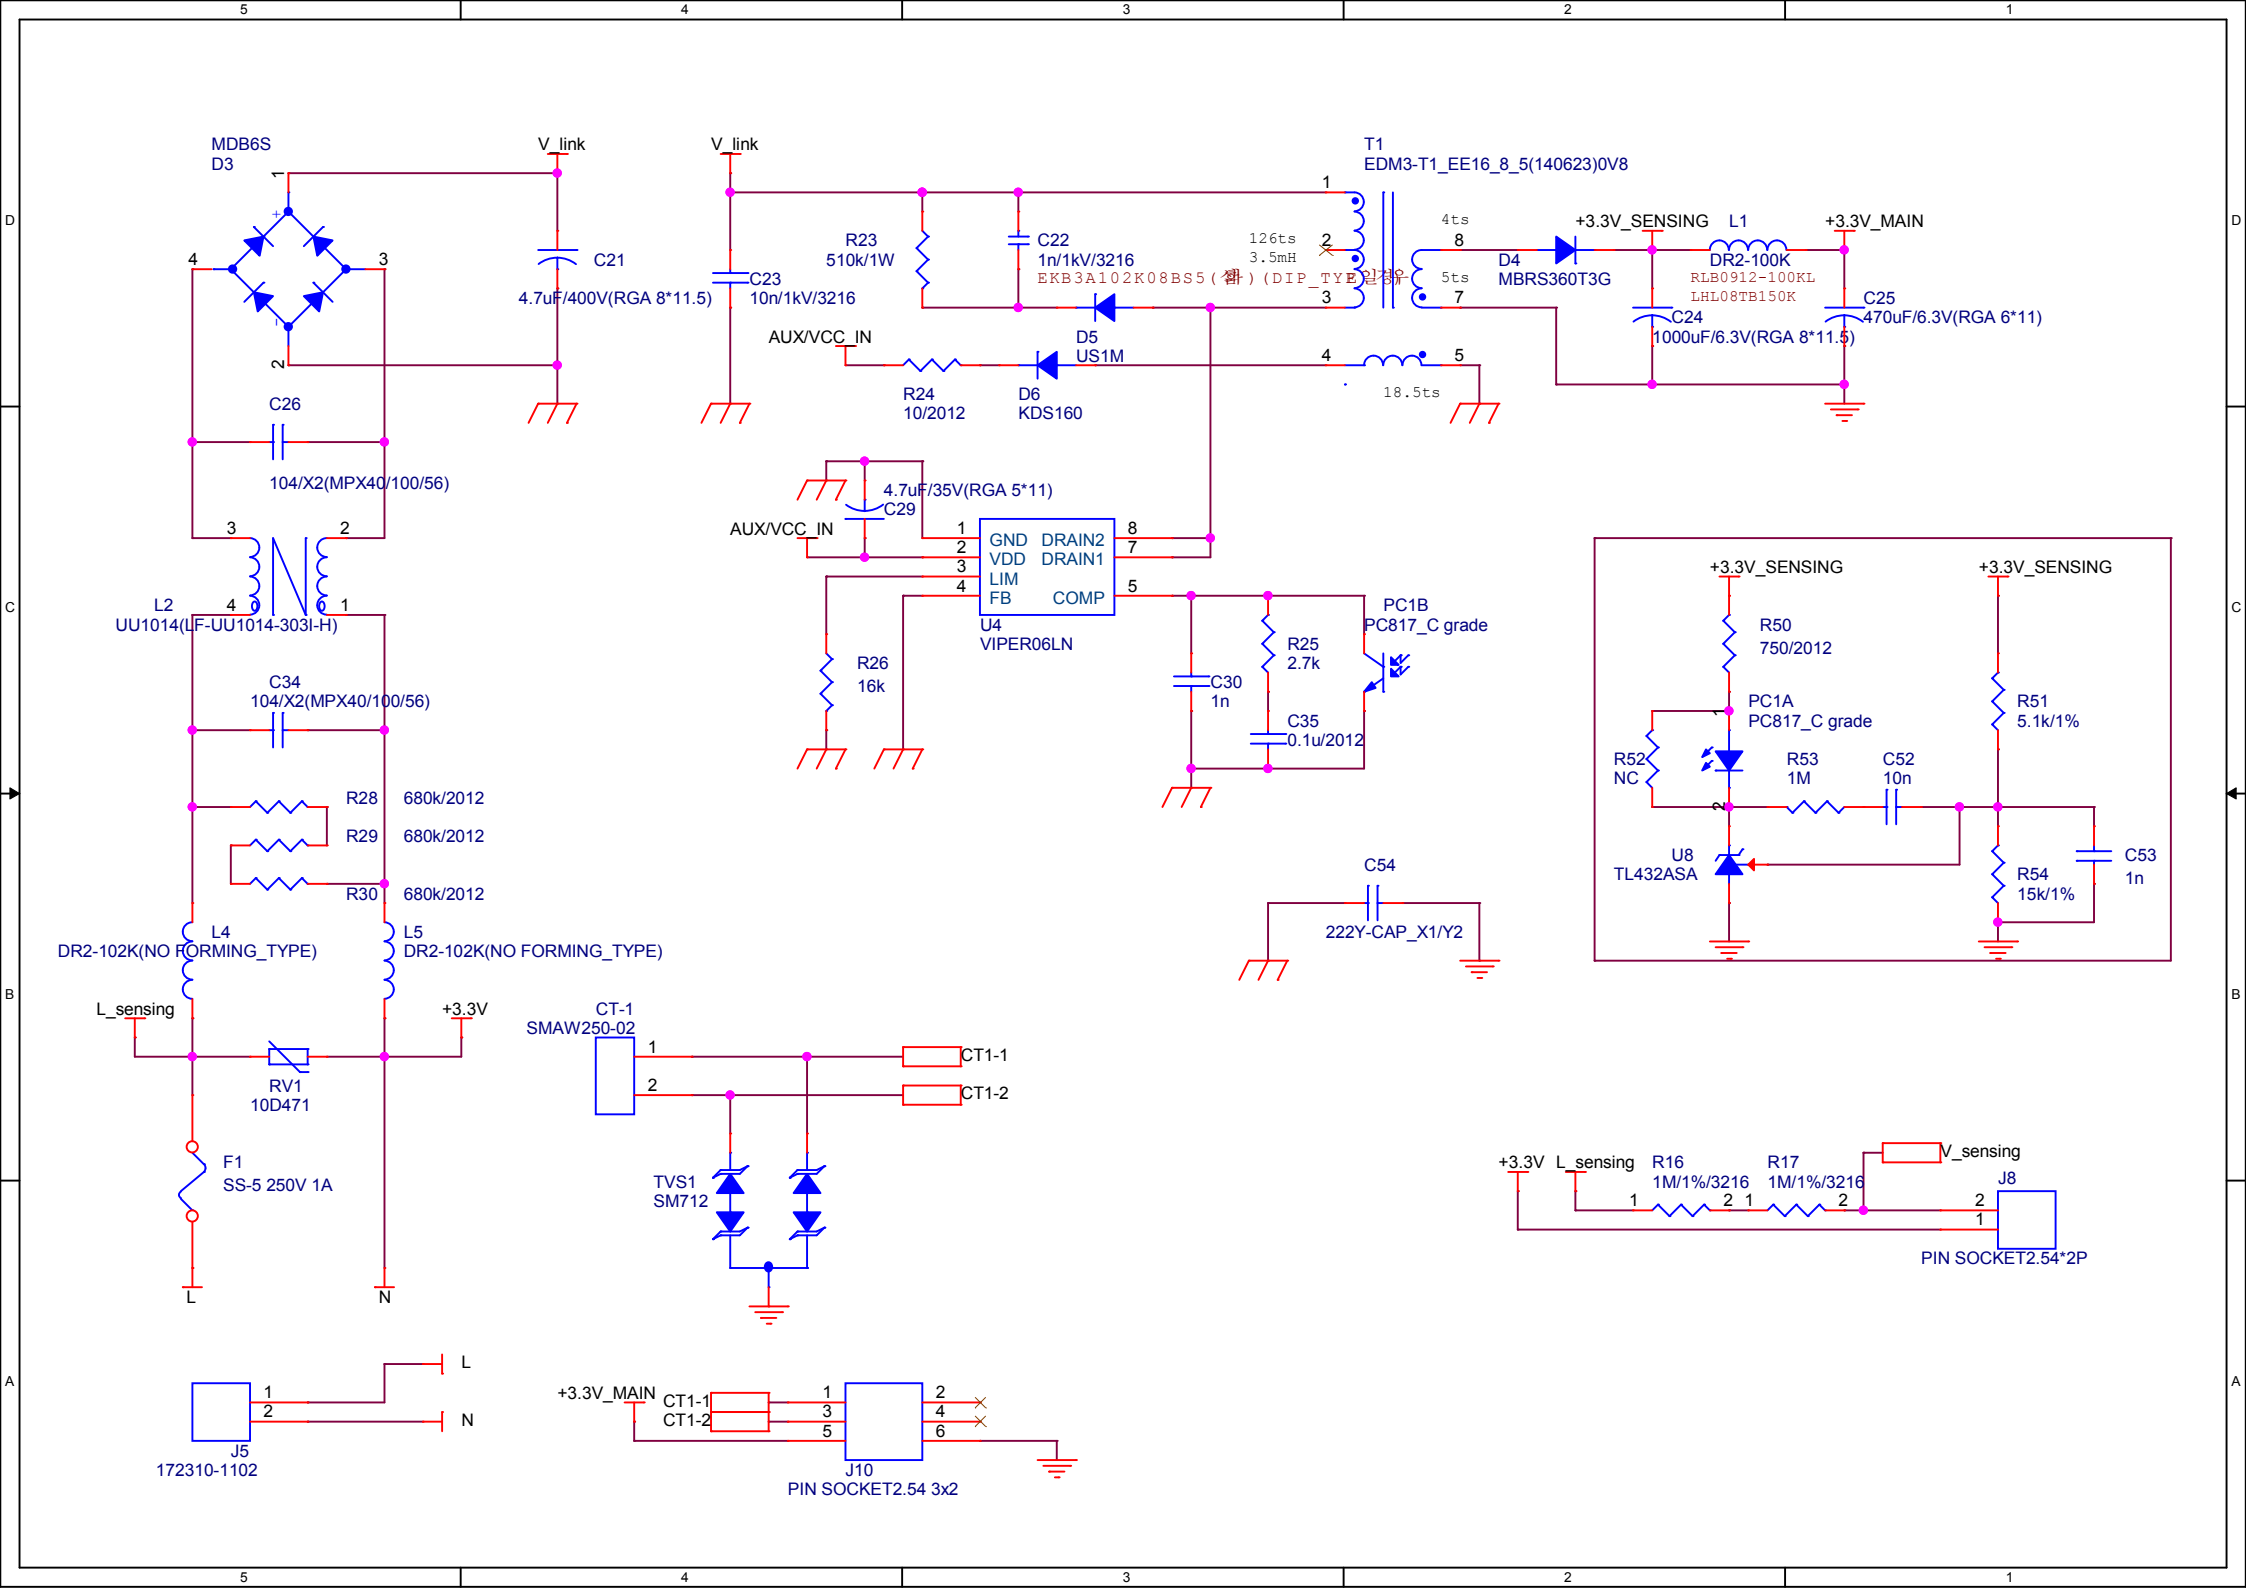 5 4 3 2 1
D
D
C
C
B
B
A
A
MDB6S
D3
1
+
4
3
-
2
V_link
C21
4.7uF/400V(RGA 8*11.5)
C26
104/X2(MPX40/100/56)
3
2
4
1
L2
UU1014(LF-UU1014-303I-H)
C34
104/X2(MPX40/100/56)
R28 680k/2012
R29 680k/2012
R30 680k/2012
L4
DR2-102K(NO FORMING_TYPE)
L5
DR2-102K(NO FORMING_TYPE)
L_sensing
+3.3V
RV1
10D471
F1
SS-5 250V 1A
L
N
1
2
L
N
J5
172310-1102
V_link
C23
10n/1kV/3216
R23
510k/1W
C22
1n/1kV/3216
EKB3A102K08BS5( )(DIP_TYPE
D5
US1M
AUX/VCC_IN
R24
10/2012
D6
KDS160
T1
EDM3-T1_EE16_8_5(140623)0V8
1
126ts
2
3.5mH
3
4
5
18.5ts
4ts
8
5ts
7
D4
MBRS360T3G
+3.3V_SENSING
L1
DR2-100K
RLB0912-100KL
LHL08TB150K
+3.3V_MAIN
C24
1000uF/6.3V(RGA 8*11.5)
C25
470uF/6.3V(RGA 6*11)
4.7uF/35V(RGA 5*11)
C29
AUX/VCC_IN
1 GND DRAIN2 8
2 VDD DRAIN1 7
3 LIM
4 FB COMP 5
U4
VIPER06LN
R26
16k
C30
1n
R25
2.7k
C35
0.1u/2012
PC1B
PC817_C grade
C54
222Y-CAP_X1/Y2
+3.3V_SENSING
+3.3V_SENSING
R50
750/2012
1
PC1A
PC817_C grade
R51
5.1k/1%
R52
NC
2
R53
1M
C52
10n
U8
TL432ASA
R54
15k/1%
C53
1n
CT-1
SMAW250-02
1
2
CT1-1
CT1-2
TVS1
SM712
+3.3V_MAIN
CT1-1
CT1-2
1
3
5
2
4
6
J10
PIN SOCKET2.54 3x2
+3.3V
L_sensing
R16
1M/1%/3216
1
2
R17
1M/1%/3216
1
2
V_sensing
J8
2
1
PIN SOCKET2.54*2P
5 4 3 2 1